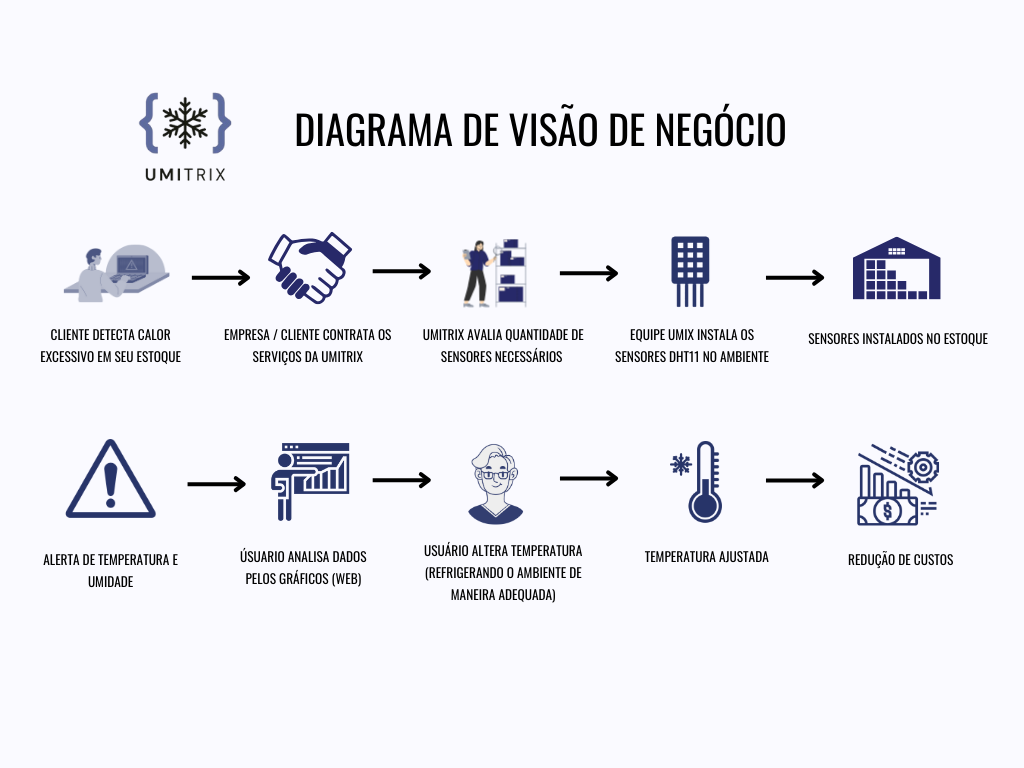 UMITRIX
DIAGRAMA DE VISÃO DE NEGÓCIO
CLIENTE DETECTA CALOR
EXCESSIVO EM SEU ESTOQUE
EMPRESA / CLIENTE CONTRATA OS
SERVIÇOS DA UMITRIX
UMITRIX AVALIA QUANTIDADE DE
SENSORES NECESSÁRIOS
EQUIPE UMIX INSTALA OS
SENSORES DHT11 NO AMBIENTE
SENSORES INSTALADOS NO ESTOQUE
ALERTA DE TEMPERATURA E
UMIDADE
ÚSUARIO ANALISA DADOS
PELOS GRÁFICOS (WEB)
USUÁRIO ALTERA TEMPERATURA
(REFRIGERANDO O AMBIENTE DE
MANEIRA ADEQUADA)
TEMPERATURA AJUSTADA
REDUÇÃO DE CUSTOS